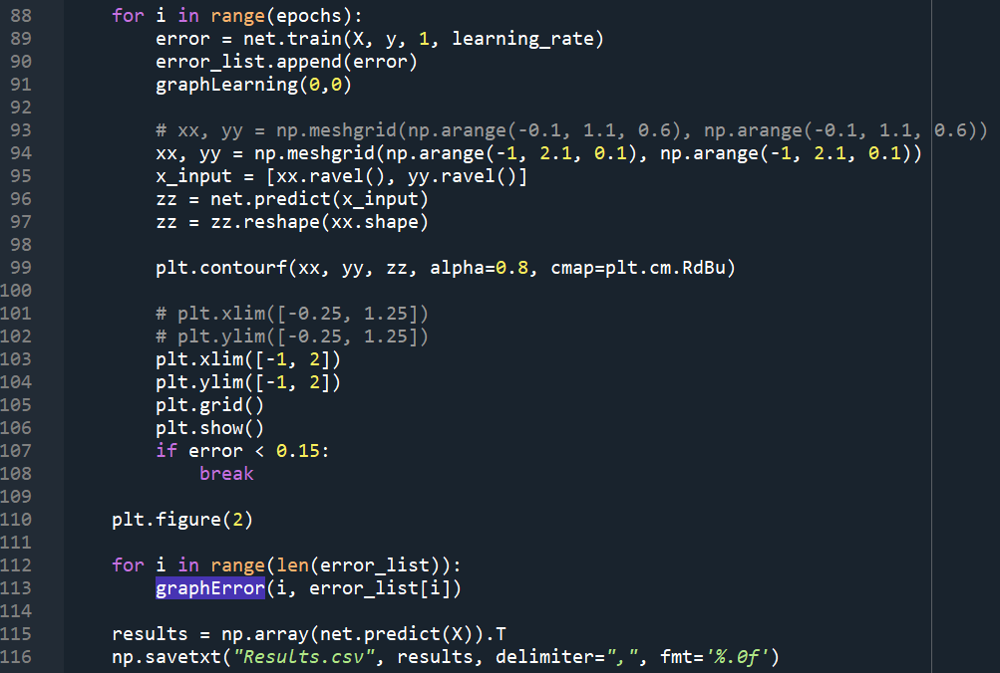 88 for i in range(epochs):
89 error = net.train(X, y, 1, learning_rate)
90 error_list.append(error)
91 graphLearning(0,0)
92
93 # xx, yy = np.meshgrid(np.arange(-0.1, 1.1, 0.6), np.arange(-0.1, 1.1, 0.6))
94 xx, yy = np.meshgrid(np.arange(-1, 2.1, 0.1), np.arange(-1, 2.1, 0.1))
95 x_input = [xx.ravel(), yy.ravel()]
96 zz = net.predict(x_input)
97 zz = zz.reshape(xx.shape)
98
99 plt.contourf(xx, yy, zz, alpha=0.8, cmap=plt.cm.RdBu)
100
101 # plt.xlim([-0.25, 1.25])
102 # plt.ylim([-0.25, 1.25])
103 plt.xlim([-1, 2])
104 plt.ylim([-1, 2])
105 plt.grid()
106 plt.show()
107 if error < 0.15:
108 break
109
110 plt.figure(2)
111
112 for i in range(len(error_list)):
113 graphError(i, error_list[i])
114
115 results = np.array(net.predict(X)).T
116 np.savetxt("Results.csv", results, delimiter=",", fmt='%.0f')